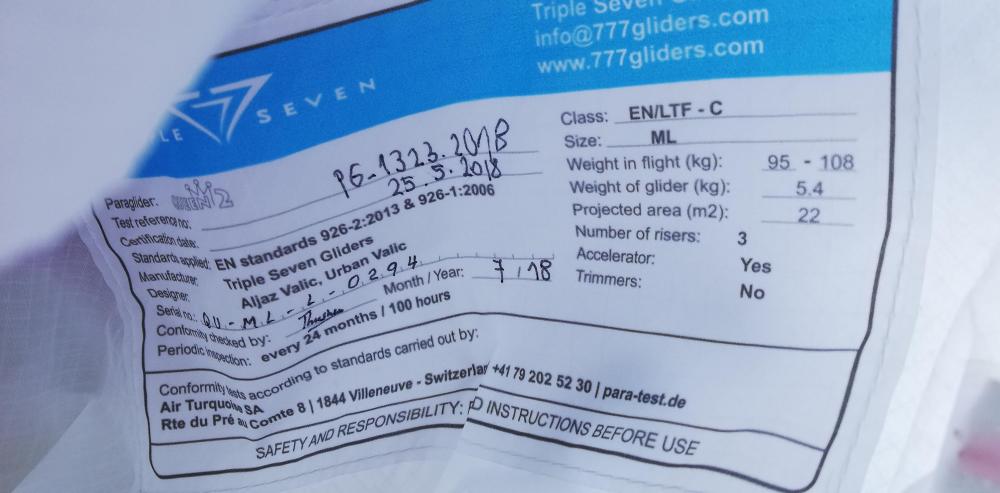 Triple Seven
info@777gliders.com
www.777gliders.com
LE SEVEN
Paraglider: QUEEN 2
Test reference no: PG-1323.2018
Certification date: 25.5.2018
Standards applied: EN standards 926-2:2013 & 926-1:2006
Manufacturer: Triple Seven Gliders
Designer: Aljaz Valic, Urban Valic
Serial no.: QU-ML-L-0294 Month / Year: 7/18
Conformity checked by:
Periodic inspection: every 24 months / 100 hours
Class: EN/LTF - C
Size: ML
Weight in flight (kg): 95 - 108
Weight of glider (kg): 5.4
Projected area (m2): 22
Number of risers: 3
Accelerator: Yes
Trimmers: No
Conformity tests according to standards carried out by:
Air Turquoise SA
Rte du Pré au Comte 8 | 1844 Villeneuve - Switzerlan +41 79 202 52 30 | para-test.de
SAFETY AND RESPONSIBILITY: D INSTRUCTIONS BEFORE USE